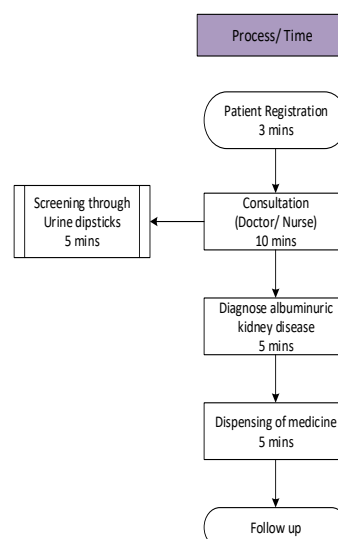 Process/ Time
Patient Registration
3 mins
Screening through
Urine dipsticks
5 mins
Consultation
(Doctor/ Nurse)
10 mins
Diagnose albuminuric
kidney disease
5 mins
Dispensing of medicine
5 mins
Follow up